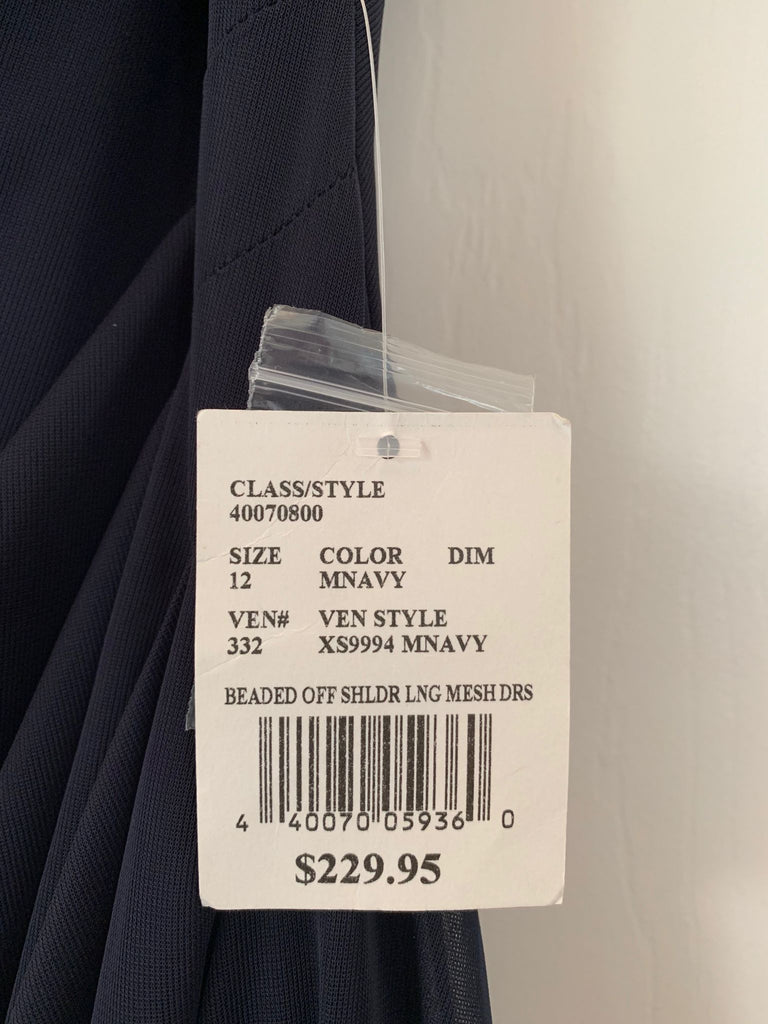 CLASS/STYLE
40070800
SIZE COLOR DIM
12 MNAVY
VEN# VEN STYLE
332 XS9994 MNAVY
BEADED OFF SHLDR LNG MESH DRS
4 40070 05936 0
$229.95